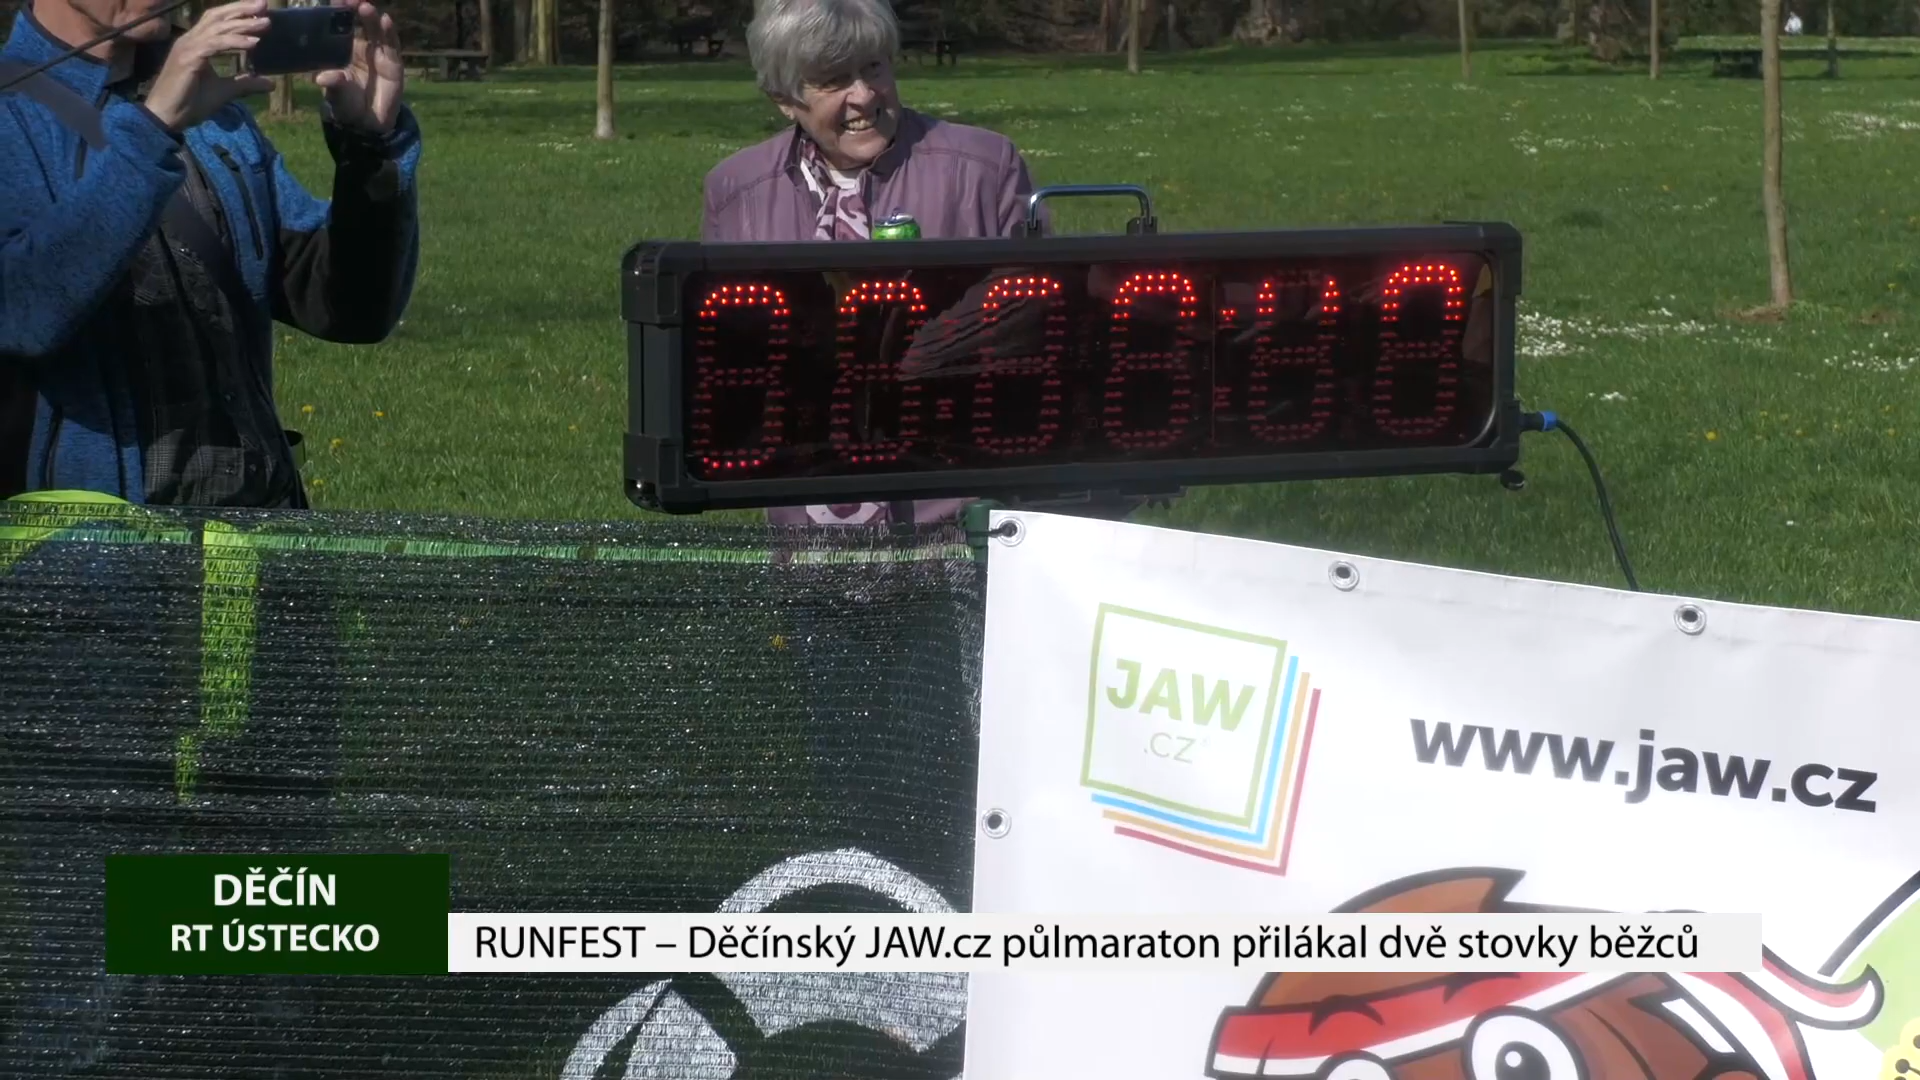 JAW
.CZ
www.jaw.cz
DĚČÍN
RT ÚSTECKO
RUNFEST – Děčínský JAW.cz půlmaraton přilákal dvě stovky běžců